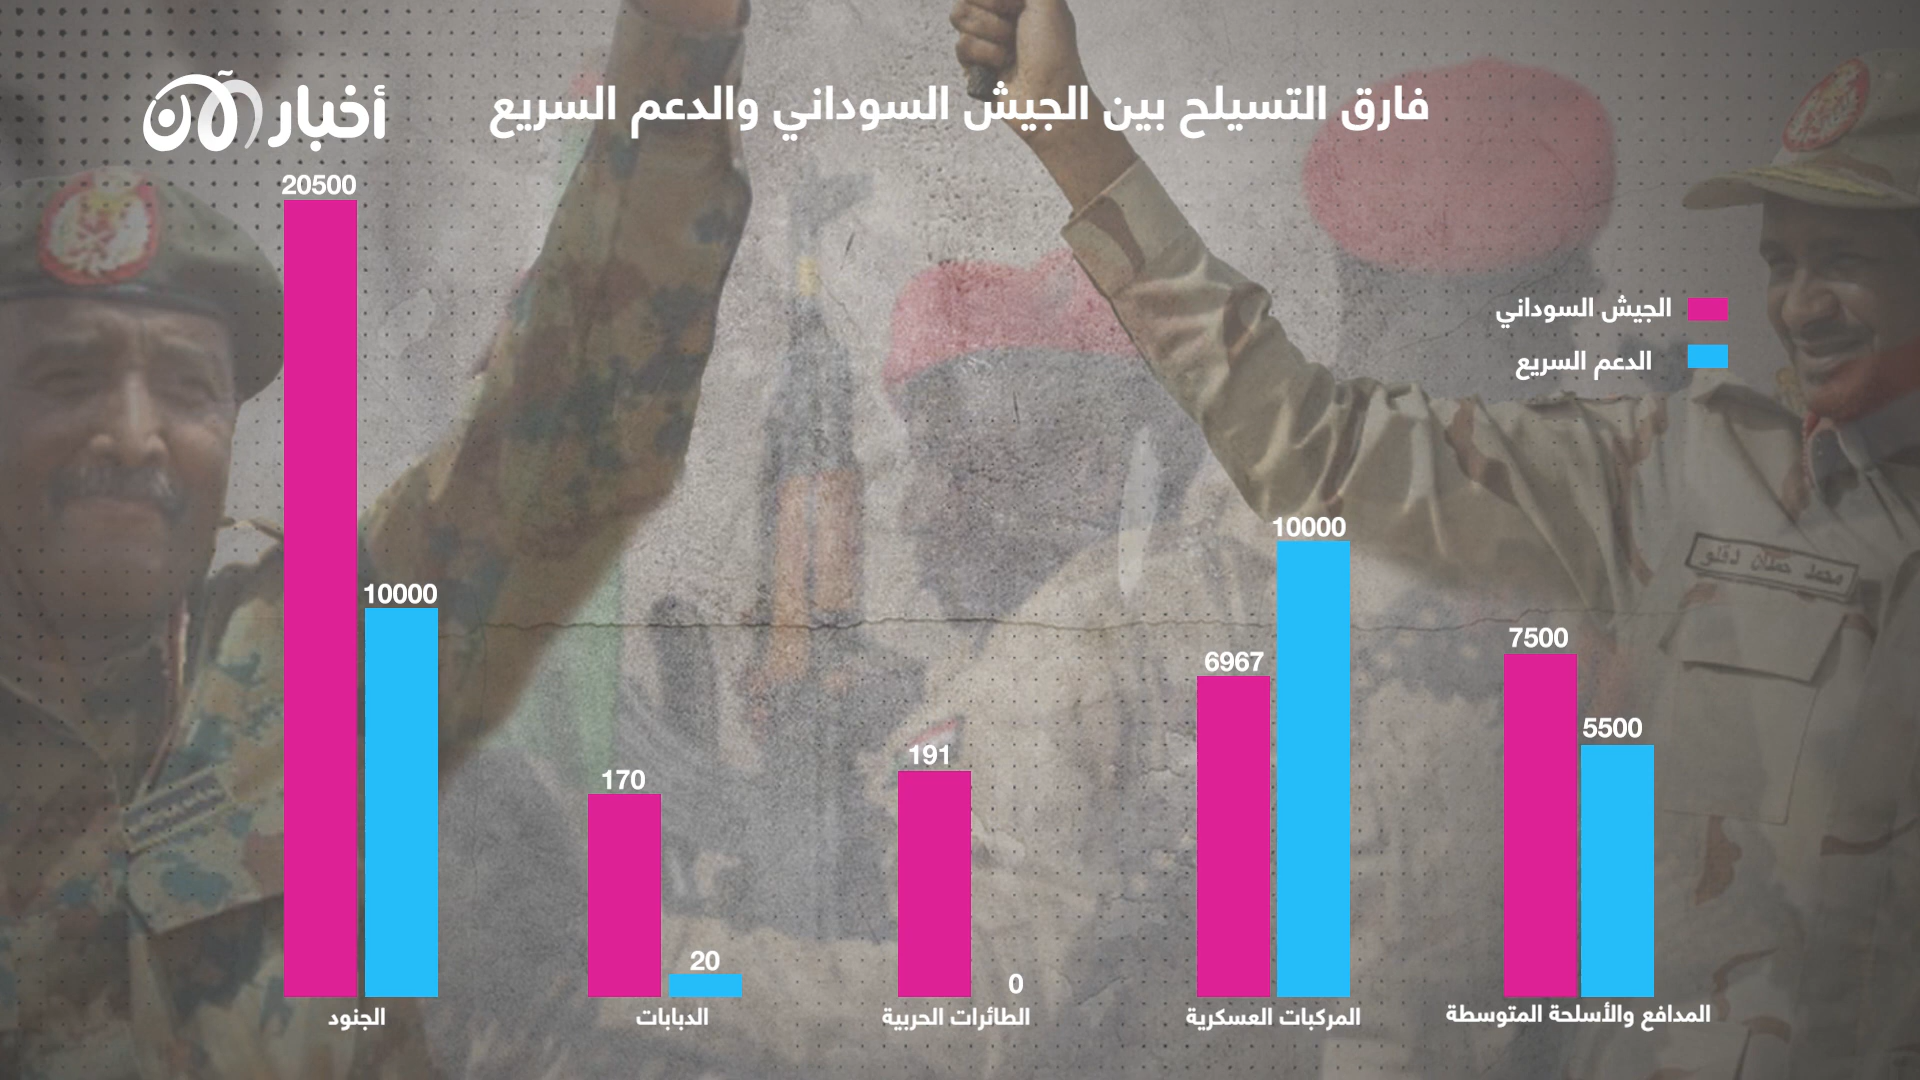 أخبار الآن
فارق التسيلح بين الجيش السوداني والدعم السريع
الجيش السوداني
الدعم السريع
20500
10000
170
20
191
0
6967
10000
7500
5500
الجنود
الدبابات
الطائرات الحربية
المركبات العسكرية
المدافع والأسلحة المتوسطة
محمد حمدان دقلو